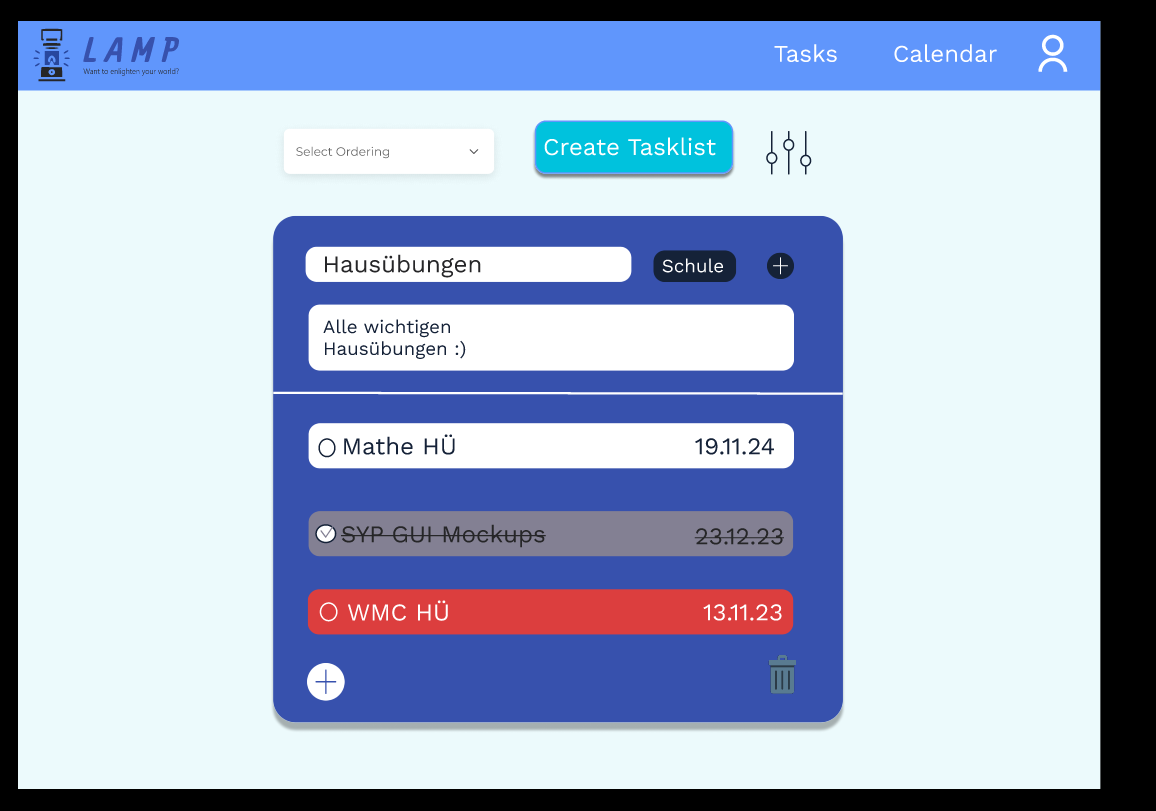 LAMP
Want to enlighten your world?
Tasks
Calendar
Select Ordering
Create Tasklist
Hausübungen
Schule
Alle wichtigen
Hausübungen :)
Mathe HÜ
19.11.24
SYP GUI Mockups
23.12.23
WMC HÜ
13.11.23